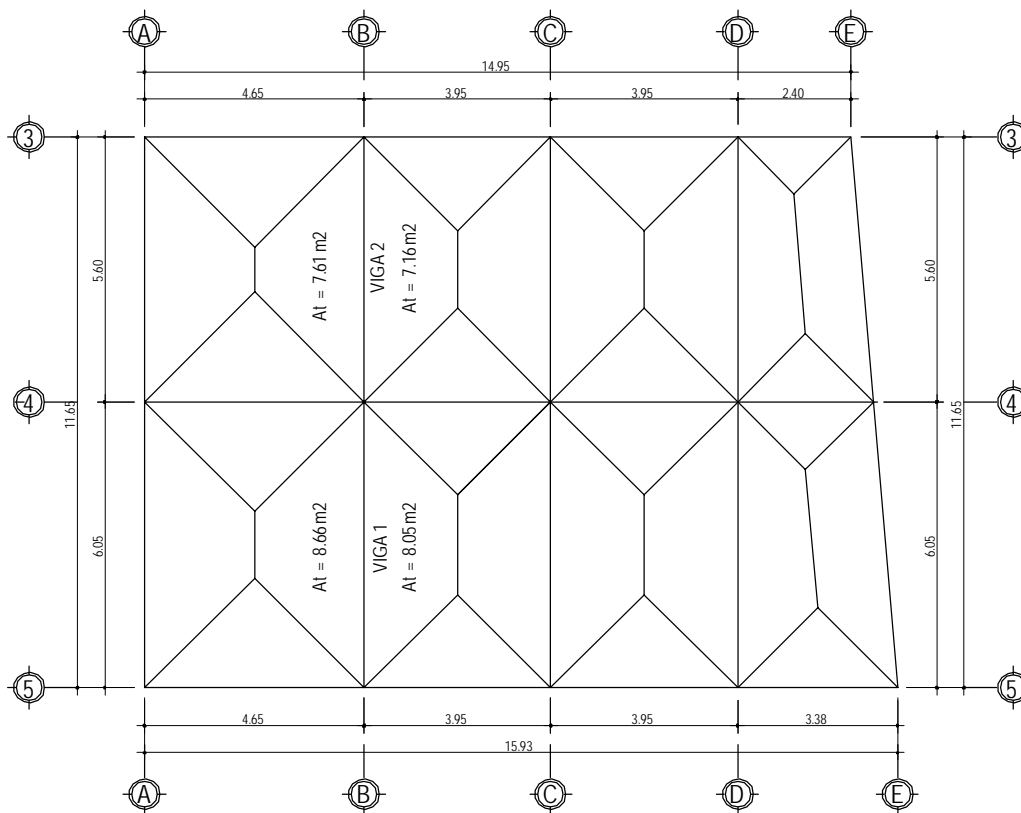 A B C D E
14.95
4.65 3.95 3.95 2.40
3 3
5.60 11.65 5.60 11.65
At = 7.61 m2
VIGA 2
At = 7.16 m2
4 4
6.05 6.05
At = 8.66 m2
VIGA 1
At = 8.05 m2
5 5
4.65 3.95 3.95 3.38
15.93
A B C D E